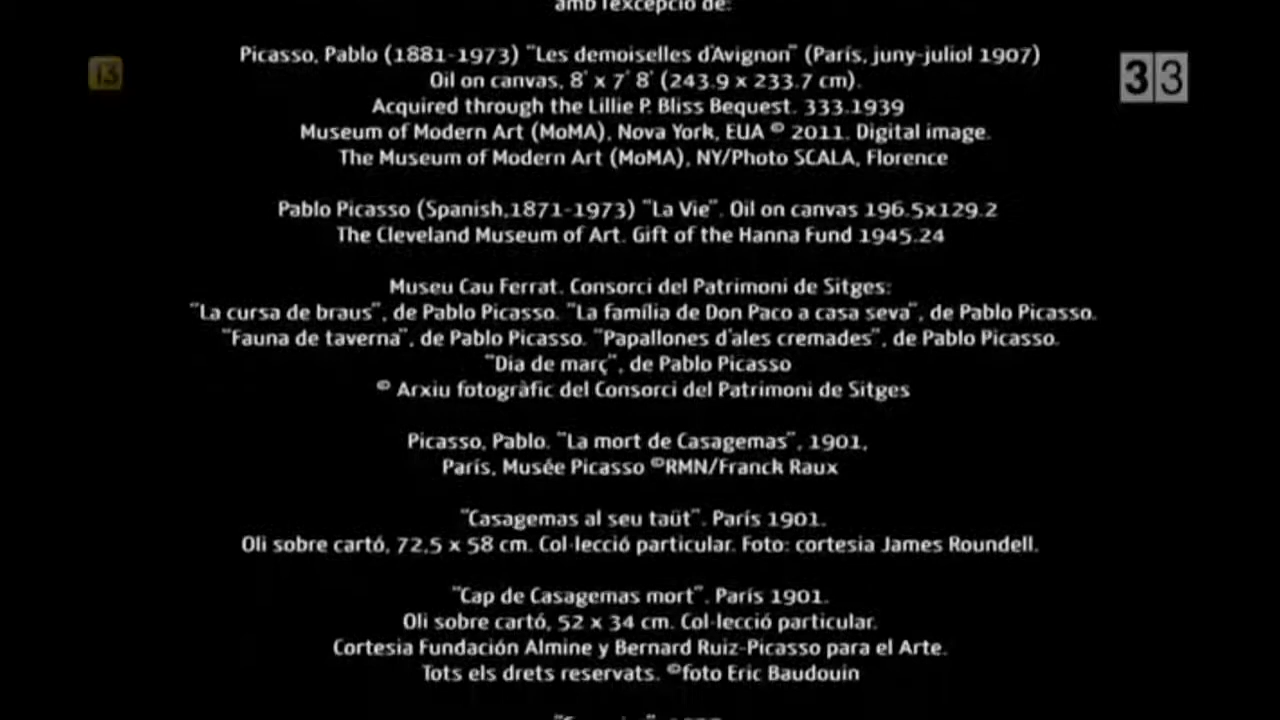 amb l'excepció de:
Picasso, Pablo (1881-1973) "Les demoiselles d'Avignon" (París, juny-juliol 1907)
Oil on canvas, 8' x 7' 8' (243.9 x 233.7 cm).
Acquired through the Lillie P. Bliss Bequest. 333.1939
Museum of Modern Art (MoMA), Nova York, EUA © 2011. Digital image.
The Museum of Modern Art (MoMA), NY/Photo SCALA, Florence
Pablo Picasso (Spanish,1871-1973) "La Vie". Oil on canvas 196.5x129.2
The Cleveland Museum of Art. Gift of the Hanna Fund 1945.24
Museu Cau Ferrat. Consorci del Patrimoni de Sitges:
"La cursa de braus", de Pablo Picasso. "La família de Don Paco a casa seva", de Pablo Picasso.
"Fauna de taverna", de Pablo Picasso. "Papallones d'ales cremades", de Pablo Picasso.
"Dia de març", de Pablo Picasso
© Arxiu fotogràfic del Consorci del Patrimoni de Sitges
Picasso, Pablo. "La mort de Casagemas", 1901,
París, Musée Picasso ©RMN/Franck Raux
"Casagemas al seu taüt". París 1901.
Oli sobre cartó, 72,5 x 58 cm. Col·lecció particular. Foto: cortesia James Roundell.
"Cap de Casagemas mort". París 1901.
Oli sobre cartó, 52 x 34 cm. Col·lecció particular.
Cortesia Fundación Almine y Bernard Ruiz-Picasso para el Arte.
Tots els drets reservats. ©foto Eric Baudouin
13
33